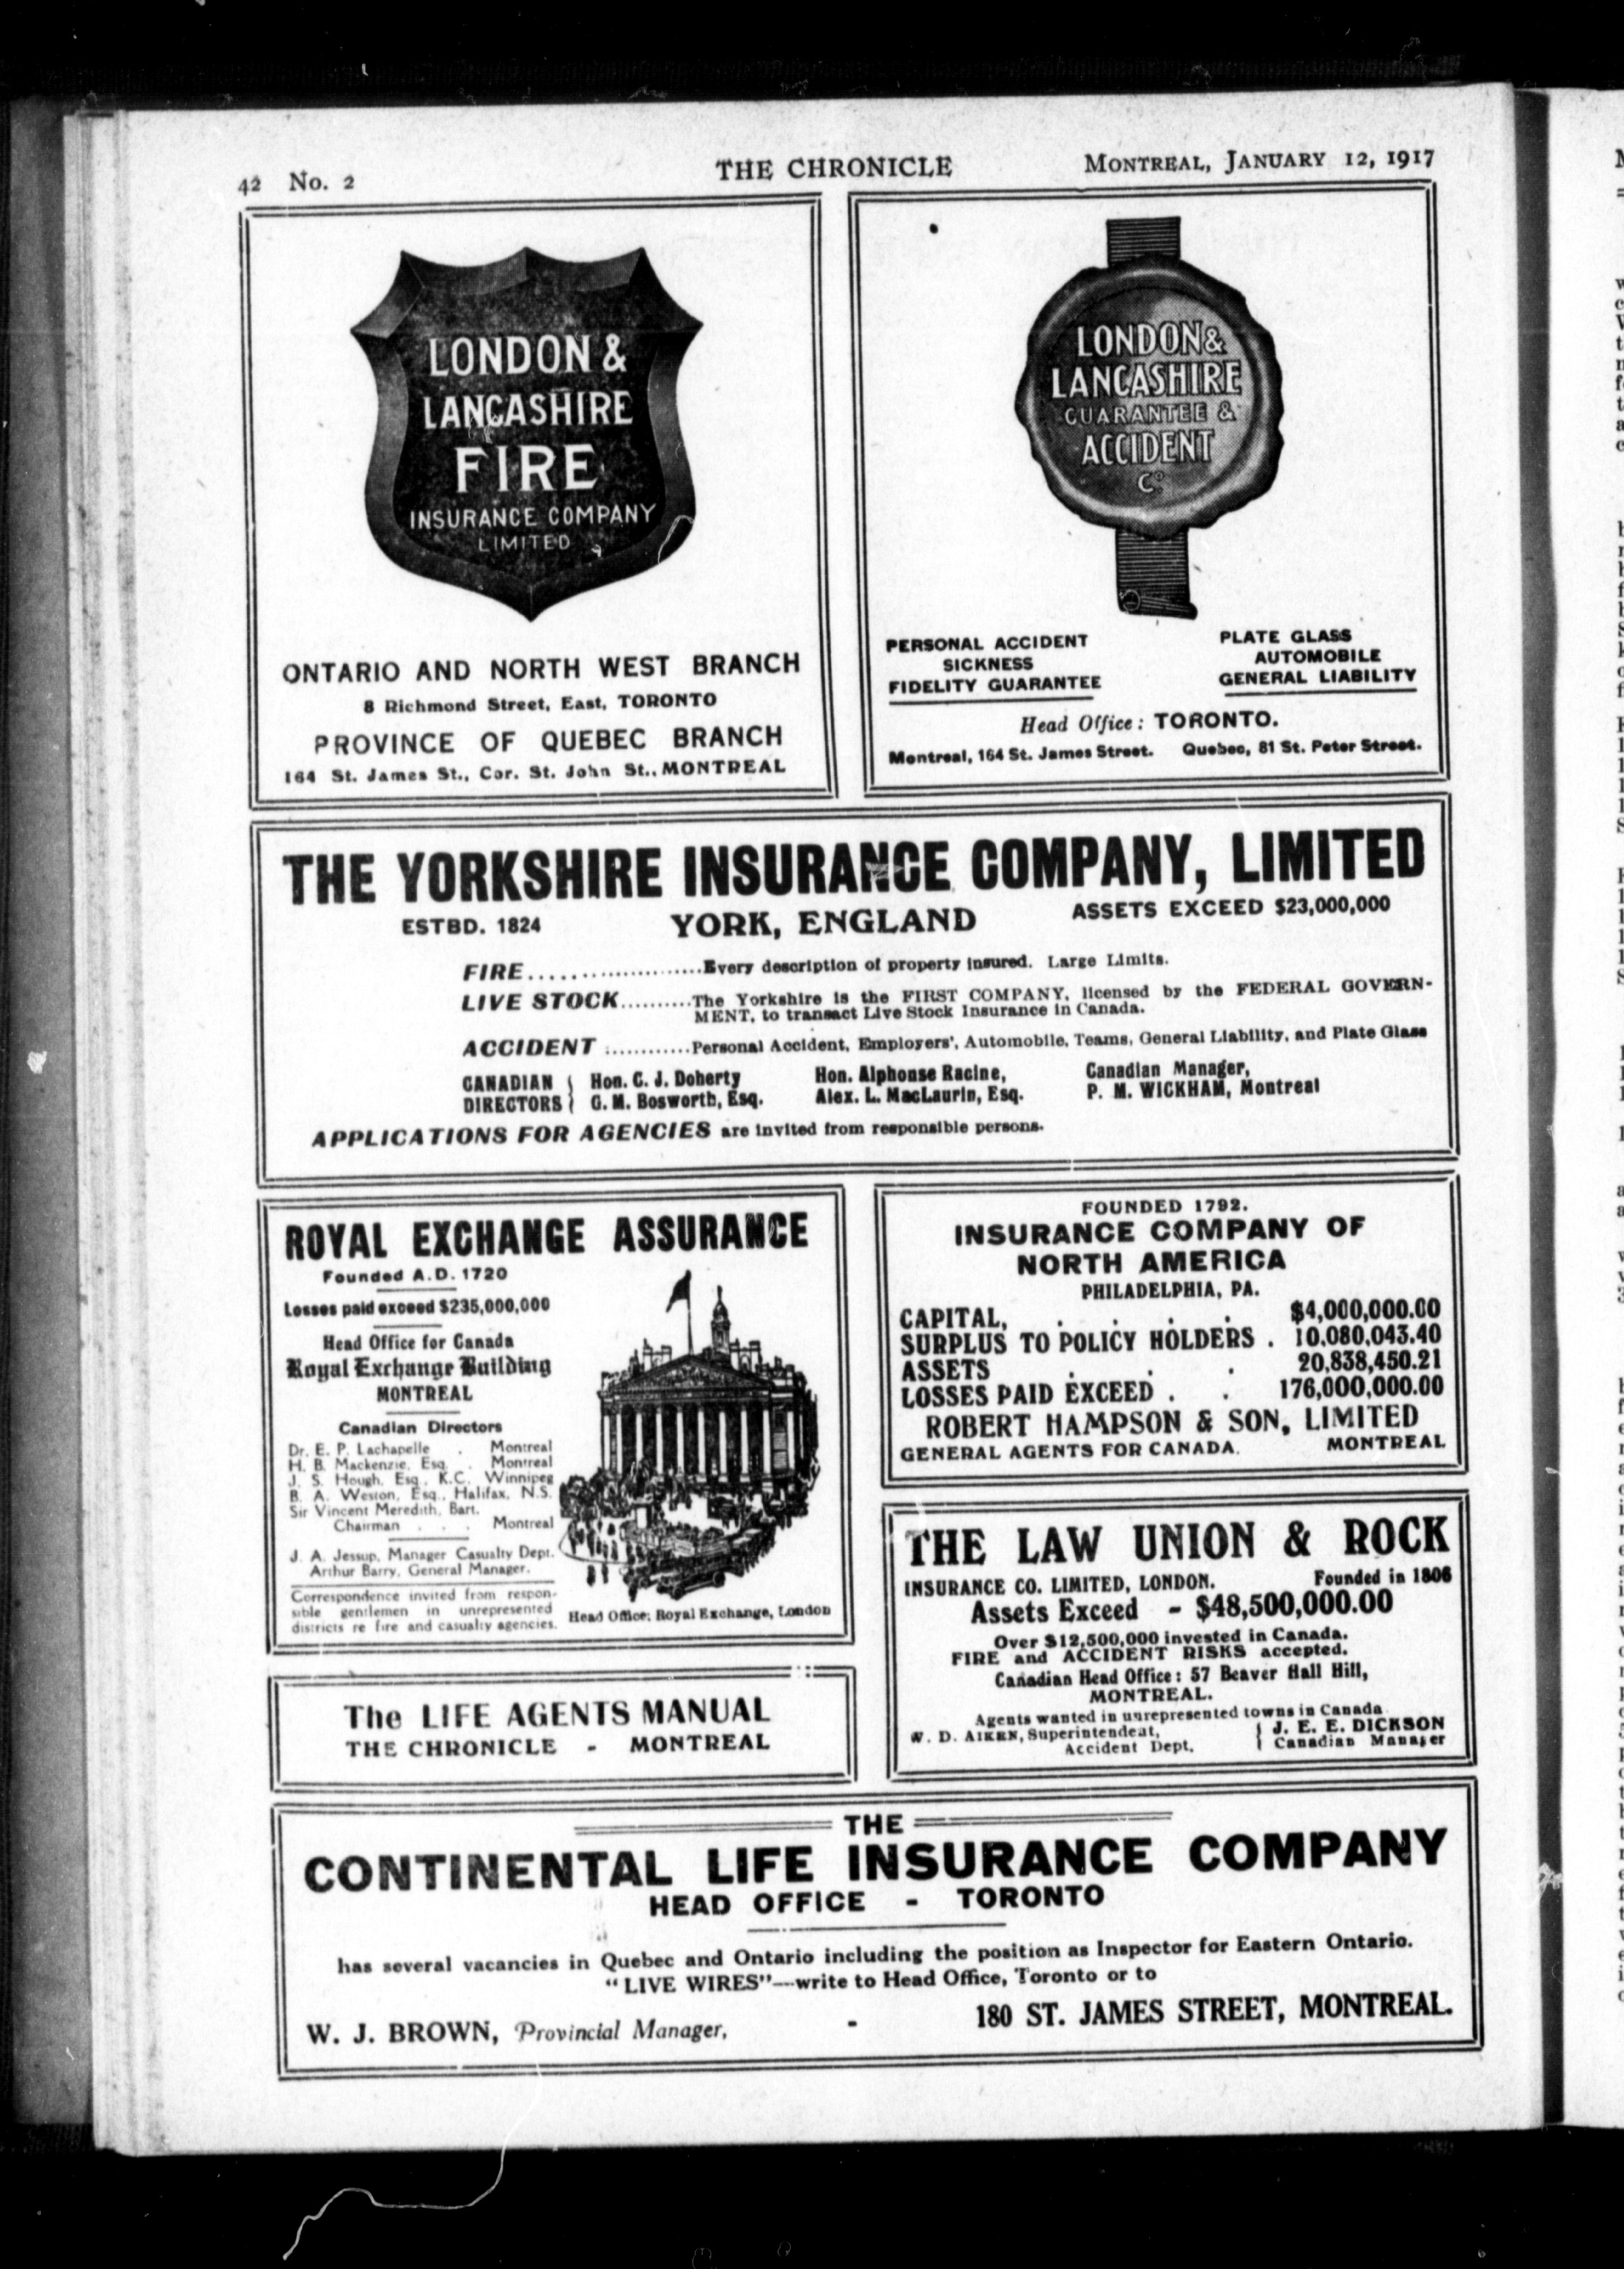 42 No. 2
THE CHRONICLE
MONTREAL, JANUARY 12, 1917
LONDON &
LANCASHIRE
FIRE
INSURANCE COMPANY
LIMITED
ONTARIO AND NORTH WEST BRANCH
8 Richmond Street, East, TORONTO
PROVINCE OF QUEBEC BRANCH
164 St. James St., Cor. St. John St., MONTREAL
LONDON &
LANCASHIRE
GUARANTEE &
ACCIDENT
Co
PERSONAL ACCIDENT
SICKNESS
FIDELITY GUARANTEE
PLATE GLASS
AUTOMOBILE
GENERAL LIABILITY
Head Office: TORONTO.
Montreal, 164 St. James Street. Quebec, 81 St. Peter Street.
THE YORKSHIRE INSURANCE COMPANY, LIMITED
ESTBD. 1824 YORK, ENGLAND ASSETS EXCEED $23,000,000
FIRE......................Every description of property insured. Large Limits.
LIVE STOCK..........The Yorkshire is the FIRST COMPANY, licensed by the FEDERAL GOVERN-
MENT, to transact Live Stock Insurance in Canada.
ACCIDENT ............Personal Accident, Employers', Automobile, Teams, General Liability, and Plate Glass
CANADIAN { Hon. C. J. Doherty Hon. Alphonse Racine, Canadian Manager,
DIRECTORS { G. M. Bosworth, Esq. Alex. L. MacLaurin, Esq. P. M. WICKHAM, Montreal
APPLICATIONS FOR AGENCIES are invited from responsible persons.
ROYAL EXCHANGE ASSURANCE
Founded A.D. 1720
Losses paid exceed $235,000,000
Head Office for Canada
Royal Exchange Building
MONTREAL
Canadian Directors
Dr. E. P. Lachapelle . Montreal
H. B. Mackenzie, Esq. . Montreal
J. S. Hough, Esq., K.C. Winnipeg
B. A. Weston, Esq., Halifax, N.S.
Sir Vincent Meredith, Bart.
Chairman . . . Montreal
J. A. Jessup, Manager Casualty Dept.
Arthur Barry, General Manager.
Correspondence invited from respon-
sible gentlemen in unrepresented
districts re fire and casualty agencies.
Head Office; Royal Exchange, London
FOUNDED 1792.
INSURANCE COMPANY OF
NORTH AMERICA
PHILADELPHIA, PA.
CAPITAL, . . . . $4,000,000.00
SURPLUS TO POLICY HOLDERS . 10,080,043.40
ASSETS . . . 20,838,450.21
LOSSES PAID EXCEED . . 176,000,000.00
ROBERT HAMPSON & SON, LIMITED
GENERAL AGENTS FOR CANADA. MONTREAL
THE LAW UNION & ROCK
INSURANCE CO. LIMITED, LONDON. Founded in 1806
Assets Exceed - $48,500,000.00
Over $12,500,000 invested in Canada.
FIRE and ACCIDENT RISKS accepted.
Canadian Head Office: 57 Beaver Hall Hill,
MONTREAL.
Agents wanted in unrepresented towns in Canada.
W. D. AIKEN, Superintendent, } J. E. E. DICKSON
Accident Dept. } Canadian Manager
The LIFE AGENTS MANUAL
THE CHRONICLE - MONTREAL
THE
CONTINENTAL LIFE INSURANCE COMPANY
HEAD OFFICE - TORONTO
has several vacancies in Quebec and Ontario including the position as Inspector for Eastern Ontario.
"LIVE WIRES"—write to Head Office, Toronto or to
W. J. BROWN, Provincial Manager, - 180 ST. JAMES STREET, MONTREAL.